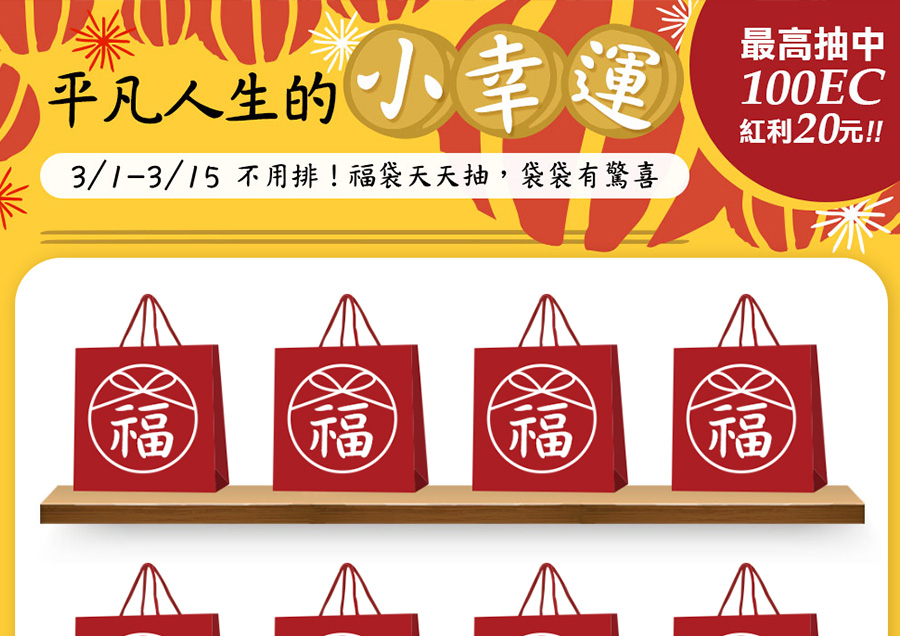 平凡人生的小幸運
3/1-3/15 不用排！福袋天天抽，袋袋有驚喜
最高抽中
100EC
紅利20元!!
福 福 福 福